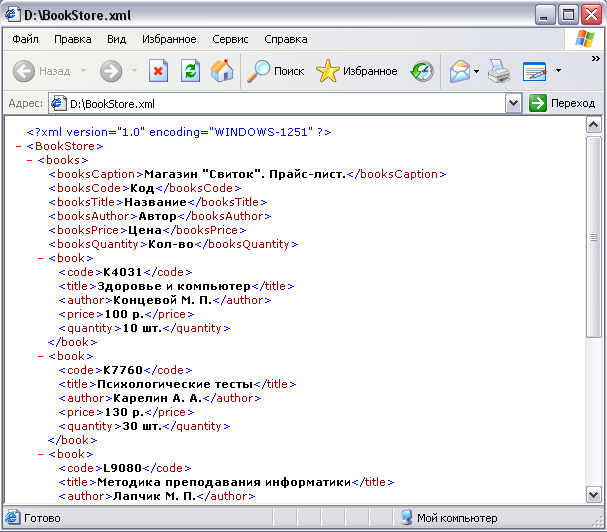 D:\BookStore.xml
Файл Правка Вид Избранное Сервис Справка
Назад Поиск Избранное »
Адрес: D:\BookStore.xml Переход
<?xml version="1.0" encoding="WINDOWS-1251" ?>
- <BookStore>
- <books>
<booksCaption>Магазин "Свиток". Прайс-лист.</booksCaption>
<booksCode>Код</booksCode>
<booksTitle>Название</booksTitle>
<booksAuthor>Автор</booksAuthor>
<booksPrice>Цена</booksPrice>
<booksQuantity>Кол-во</booksQuantity>
- <book>
<code>K4031</code>
<title>Здоровье и компьютер</title>
<author>Концевой М. П.</author>
<price>100 р.</price>
<quantity>10 шт.</quantity>
</book>
- <book>
<code>K7760</code>
<title>Психологические тесты</title>
<author>Карелин А. А.</author>
<price>130 р.</price>
<quantity>30 шт.</quantity>
</book>
- <book>
<code>L9080</code>
<title>Методика преподавания информатики</title>
<author>Лапчик М. П.</author>
Готово Мой компьютер